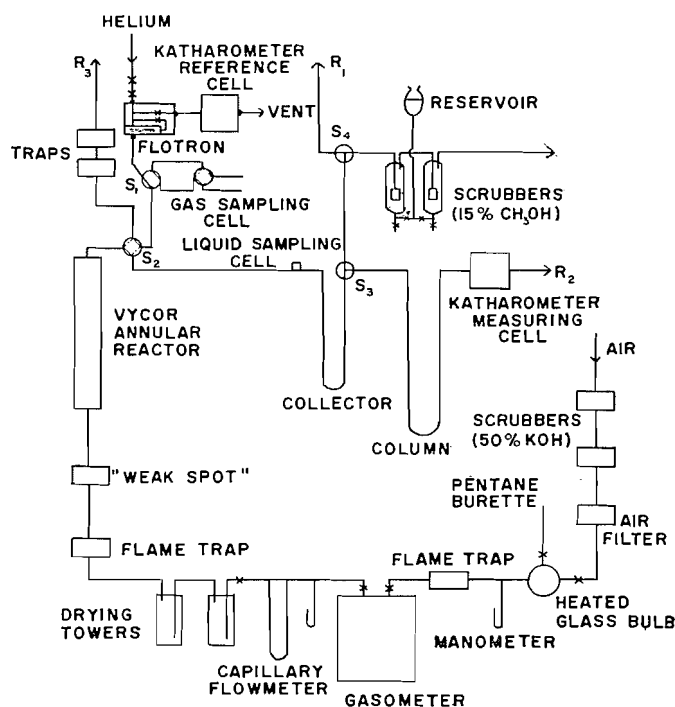 HELIUM
KATHAROMETER
REFERENCE
CELL
R3
R1
VENT
RESERVOIR
FLOTRON
TRAPS
S4
S1
GAS SAMPLING
CELL
SCRUBBERS
(15% CH3OH)
LIQUID SAMPLING
CELL
S2
S3
R2
KATHAROMETER
MEASURING
CELL
VYCOR
ANNULAR
REACTOR
AIR
COLLECTOR
SCRUBBERS
(50% KOH)
COLUMN
"WEAK SPOT"
PENTANE
BURETTE
AIR
FILTER
FLAME TRAP
FLAME TRAP
HEATED
GLASS BULB
DRYING
TOWERS
MANOMETER
CAPILLARY
FLOWMETER
GASOMETER